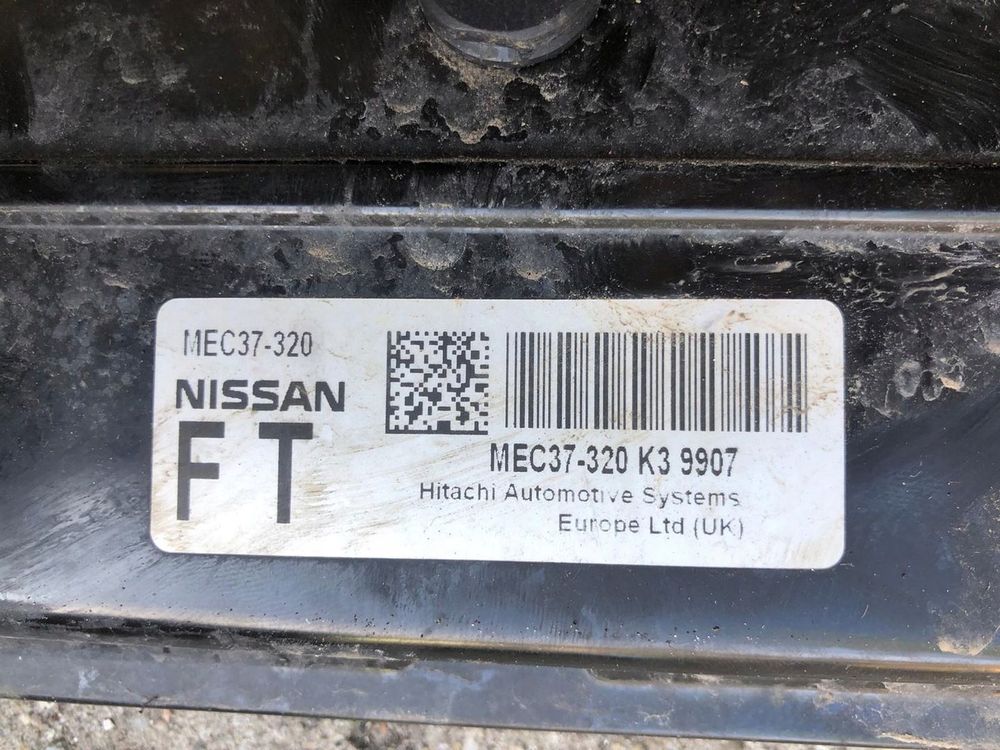 MEC37-320
NISSAN
FT
MEC37-320 K3 9907
Hitachi Automotive Systems
Europe Ltd (UK)